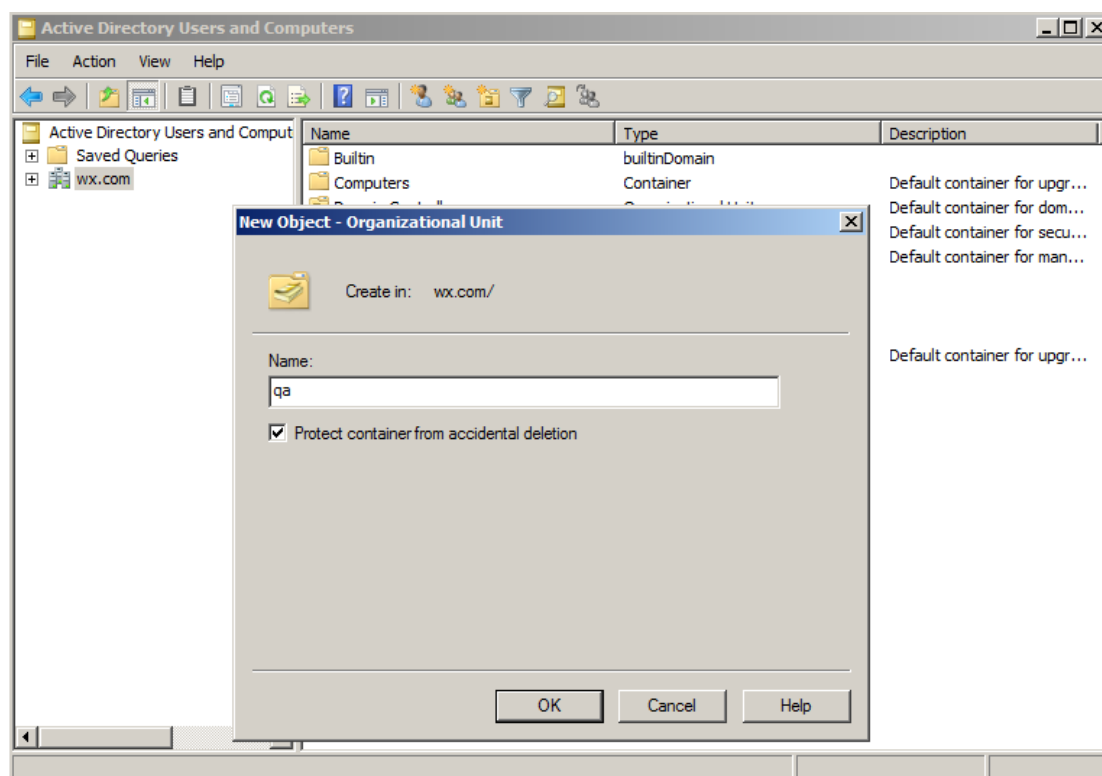 Active Directory Users and Computers
File Action View Help
Active Directory Users and Comput
Saved Queries
wx.com
Name Type Description
Builtin builtinDomain
Computers Container Default container for upgr...
Default container for dom...
Default container for secu...
Default container for man...
Default container for upgr...
New Object - Organizational Unit
Create in: wx.com/
Name:
qa
Protect container from accidental deletion
OK Cancel Help